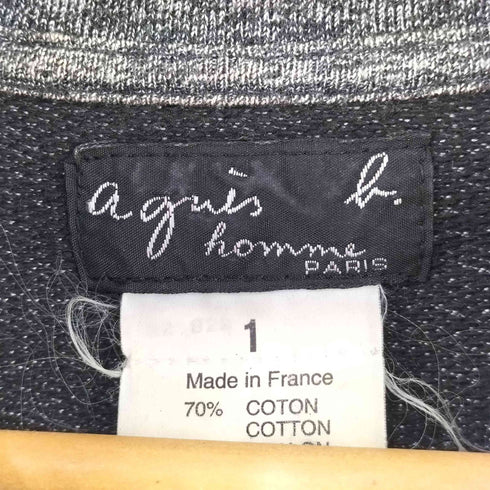 agnès b.
homme
PARIS
1
Made in France
70% COTON
COTTON